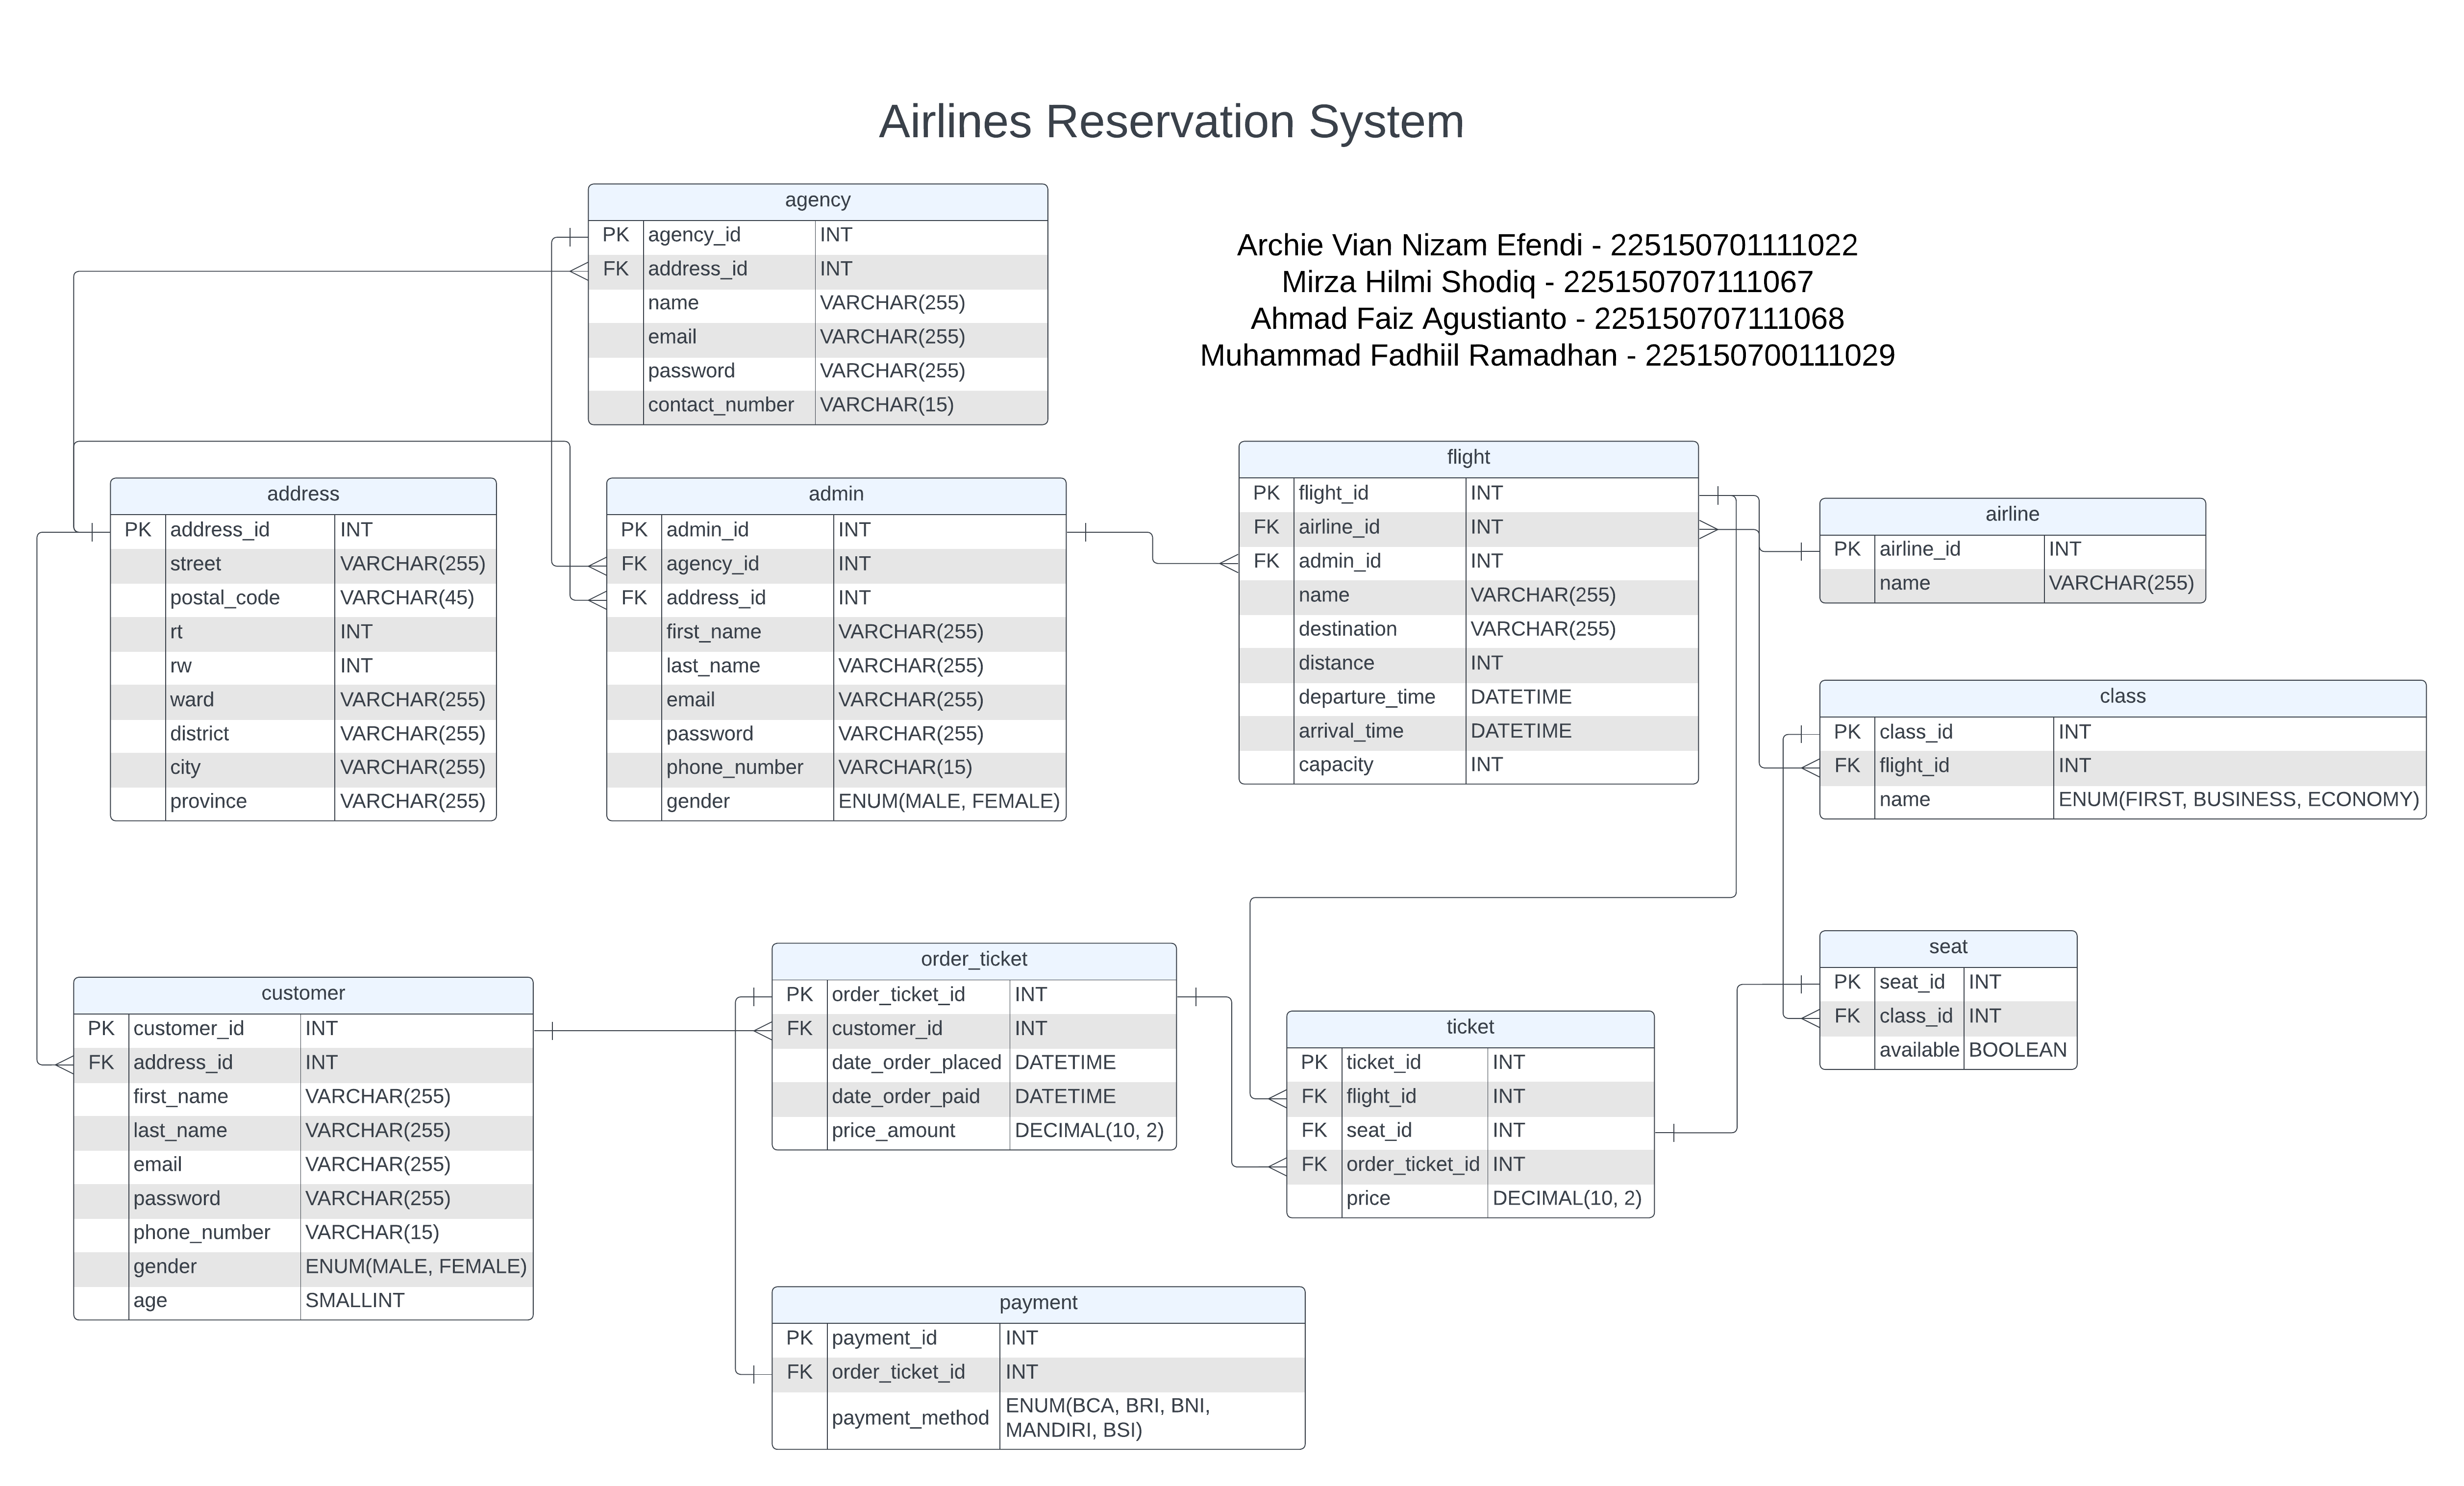 Airlines Reservation System
Archie Vian Nizam Efendi - 225150701111022
Mirza Hilmi Shodiq - 225150707111067
Ahmad Faiz Agustianto - 225150707111068
Muhammad Fadhiil Ramadhan - 225150700111029
agency
PK agency_id INT
FK address_id INT
name VARCHAR(255)
email VARCHAR(255)
password VARCHAR(255)
contact_number VARCHAR(15)
address
PK address_id INT
street VARCHAR(255)
postal_code VARCHAR(45)
rt INT
rw INT
ward VARCHAR(255)
district VARCHAR(255)
city VARCHAR(255)
province VARCHAR(255)
admin
PK admin_id INT
FK agency_id INT
FK address_id INT
first_name VARCHAR(255)
last_name VARCHAR(255)
email VARCHAR(255)
password VARCHAR(255)
phone_number VARCHAR(15)
gender ENUM(MALE, FEMALE)
flight
PK flight_id INT
FK airline_id INT
FK admin_id INT
name VARCHAR(255)
destination VARCHAR(255)
distance INT
departure_time DATETIME
arrival_time DATETIME
capacity INT
airline
PK airline_id INT
name VARCHAR(255)
class
PK class_id INT
FK flight_id INT
name ENUM(FIRST, BUSINESS, ECONOMY)
seat
PK seat_id INT
FK class_id INT
available BOOLEAN
customer
PK customer_id INT
FK address_id INT
first_name VARCHAR(255)
last_name VARCHAR(255)
email VARCHAR(255)
password VARCHAR(255)
phone_number VARCHAR(15)
gender ENUM(MALE, FEMALE)
age SMALLINT
order_ticket
PK order_ticket_id INT
FK customer_id INT
date_order_placed DATETIME
date_order_paid DATETIME
price_amount DECIMAL(10, 2)
ticket
PK ticket_id INT
FK flight_id INT
FK seat_id INT
FK order_ticket_id INT
price DECIMAL(10, 2)
payment
PK payment_id INT
FK order_ticket_id INT
payment_method ENUM(BCA, BRI, BNI,
MANDIRI, BSI)